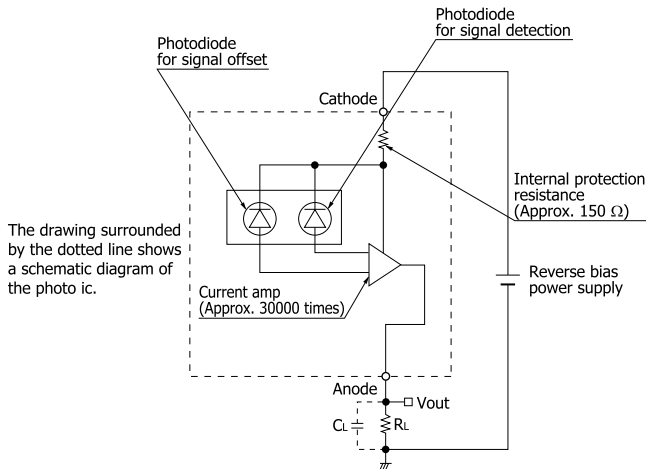 Photodiode
for signal detection
Photodiode
for signal offset
Cathode
Internal protection
resistance
(Approx. 150 Ω)
The drawing surrounded
by the dotted line shows
a schematic diagram of
the photo ic.
Reverse bias
power supply
Current amp
(Approx. 30000 times)
Anode
Vout
CL
RL